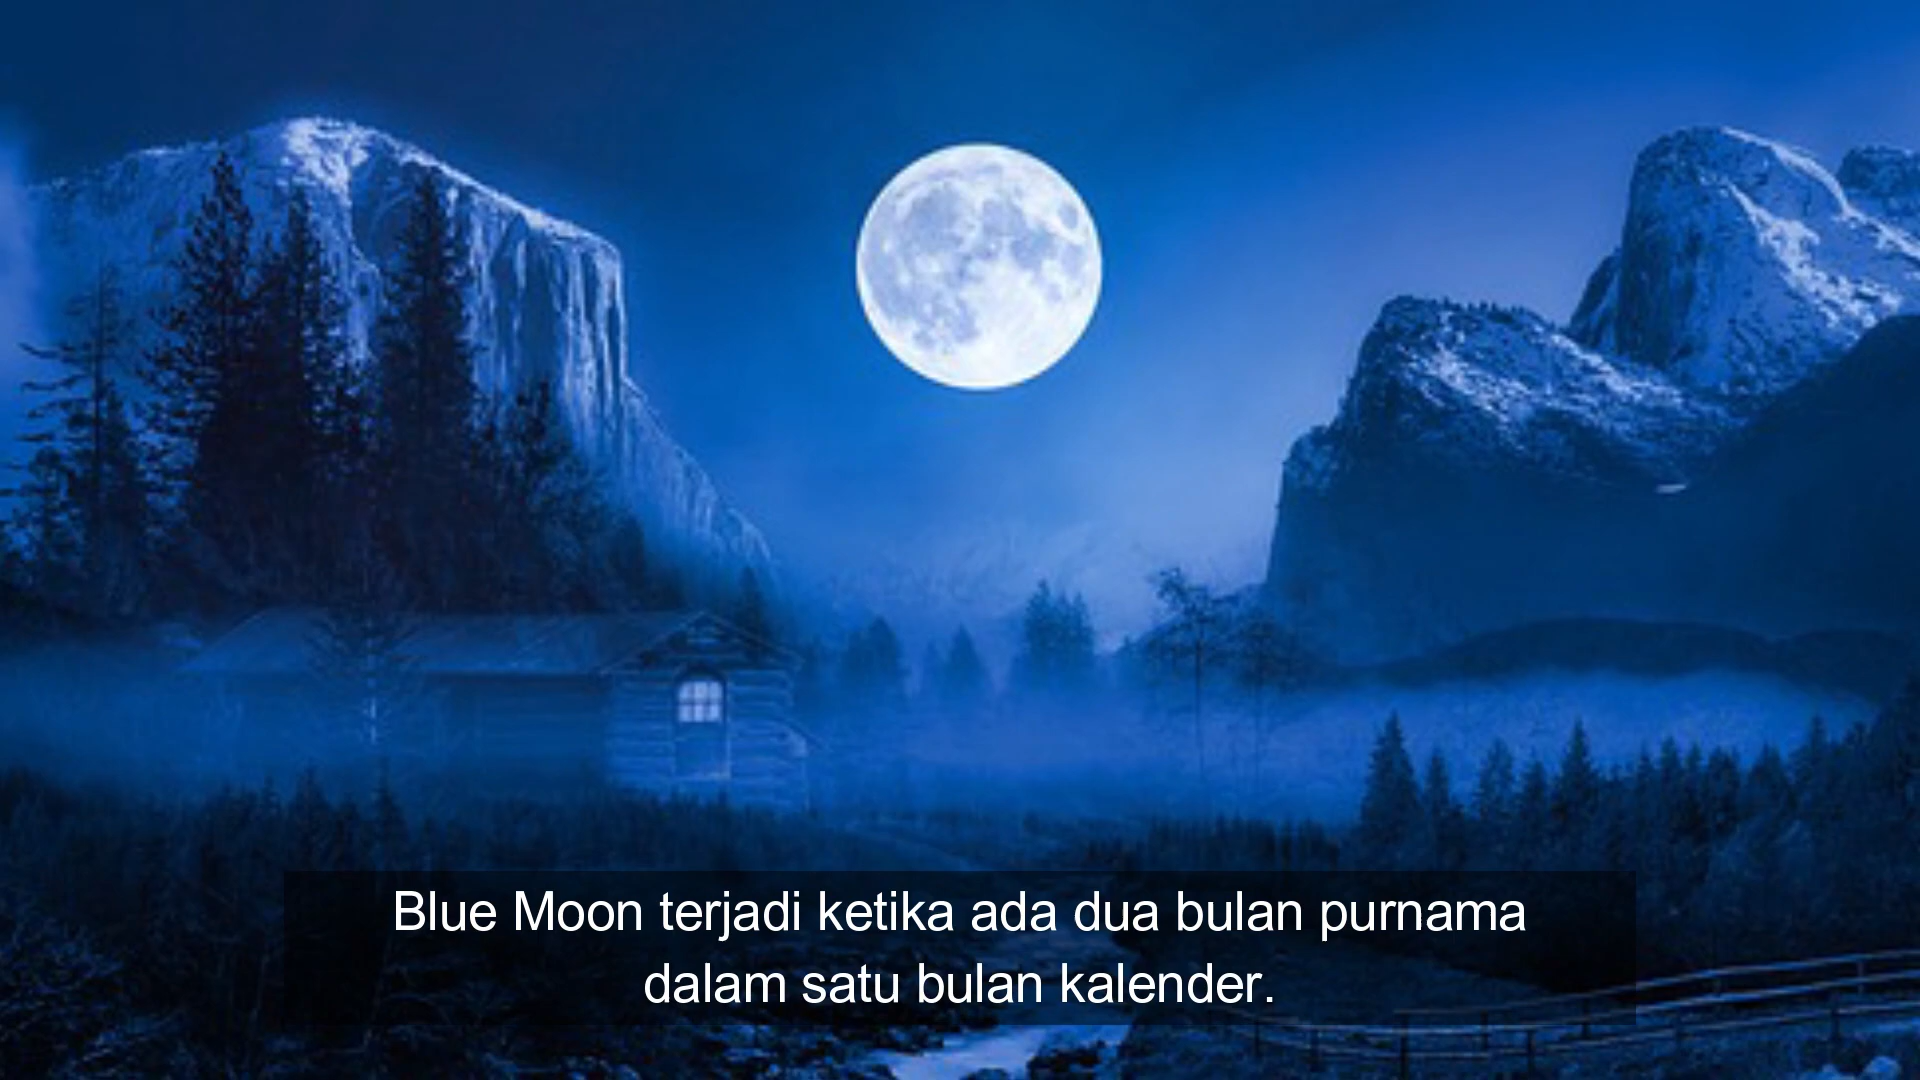 Blue Moon terjadi ketika ada dua bulan purnama
dalam satu bulan kalender.